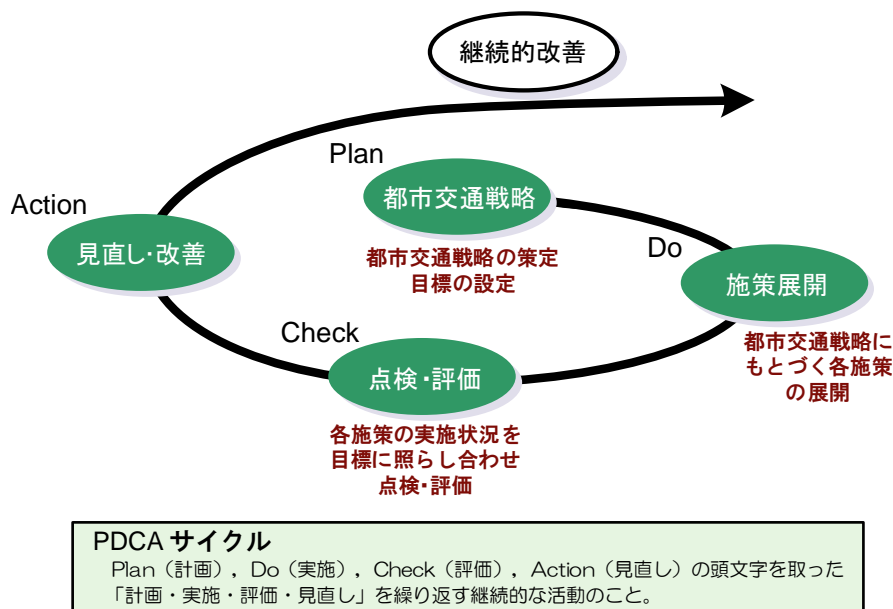 継続的改善
Plan
都市交通戦略
都市交通戦略の策定
目標の設定
Do
施策展開
都市交通戦略に
もとづく各施策
の展開
Check
点検・評価
各施策の実施状況を
目標に照らし合わせ
点検・評価
Action
見直し・改善
PDCA サイクル
Plan（計画），Do（実施），Check（評価），Action（見直し）の頭文字を取った
「計画・実施・評価・見直し」を繰り返す継続的な活動のこと。